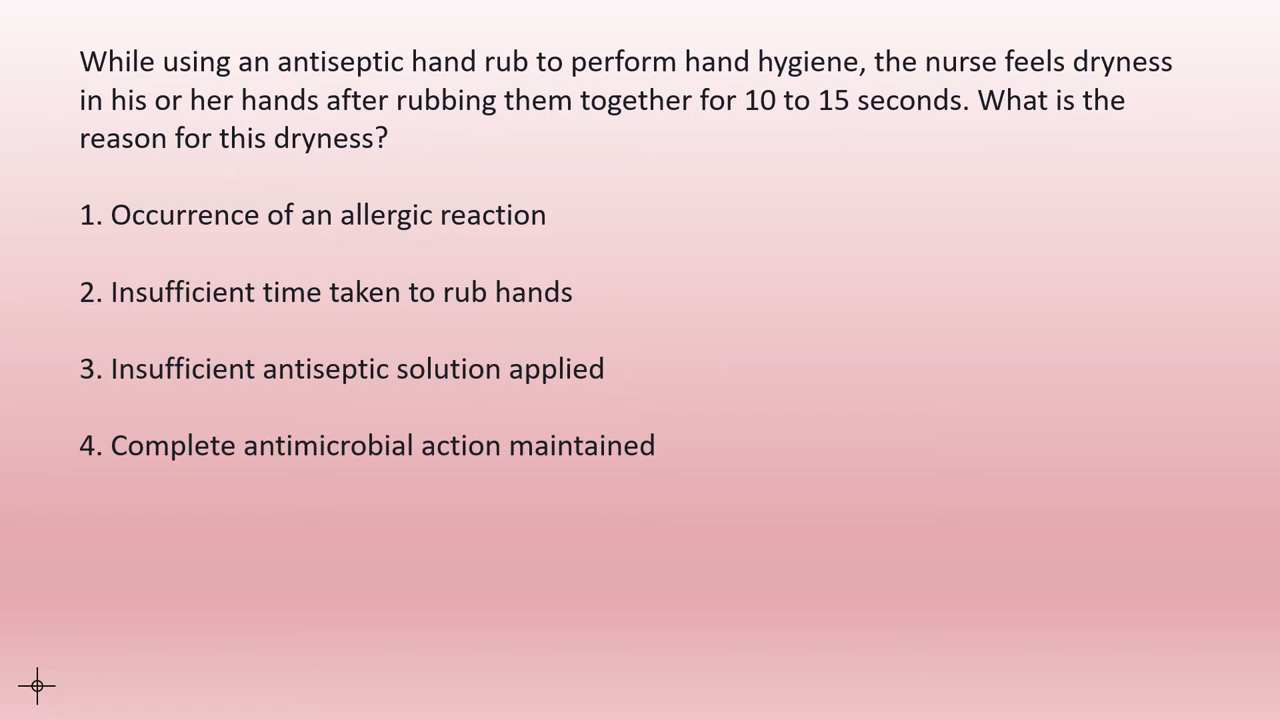 While using an antiseptic hand rub to perform hand hygiene, the nurse feels dryness
in his or her hands after rubbing them together for 10 to 15 seconds. What is the
reason for this dryness?
1. Occurrence of an allergic reaction
2. Insufficient time taken to rub hands
3. Insufficient antiseptic solution applied
4. Complete antimicrobial action maintained